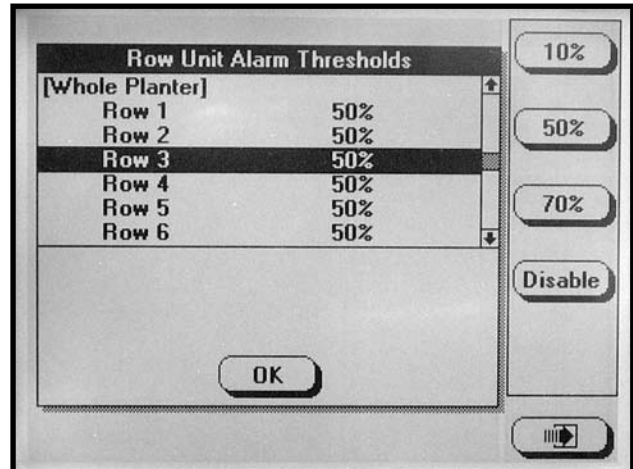 Row Unit Alarm Thresholds
[Whole Planter]
Row 1 50%
Row 2 50%
Row 3 50%
Row 4 50%
Row 5 50%
Row 6 50%
OK
10%
50%
70%
Disable